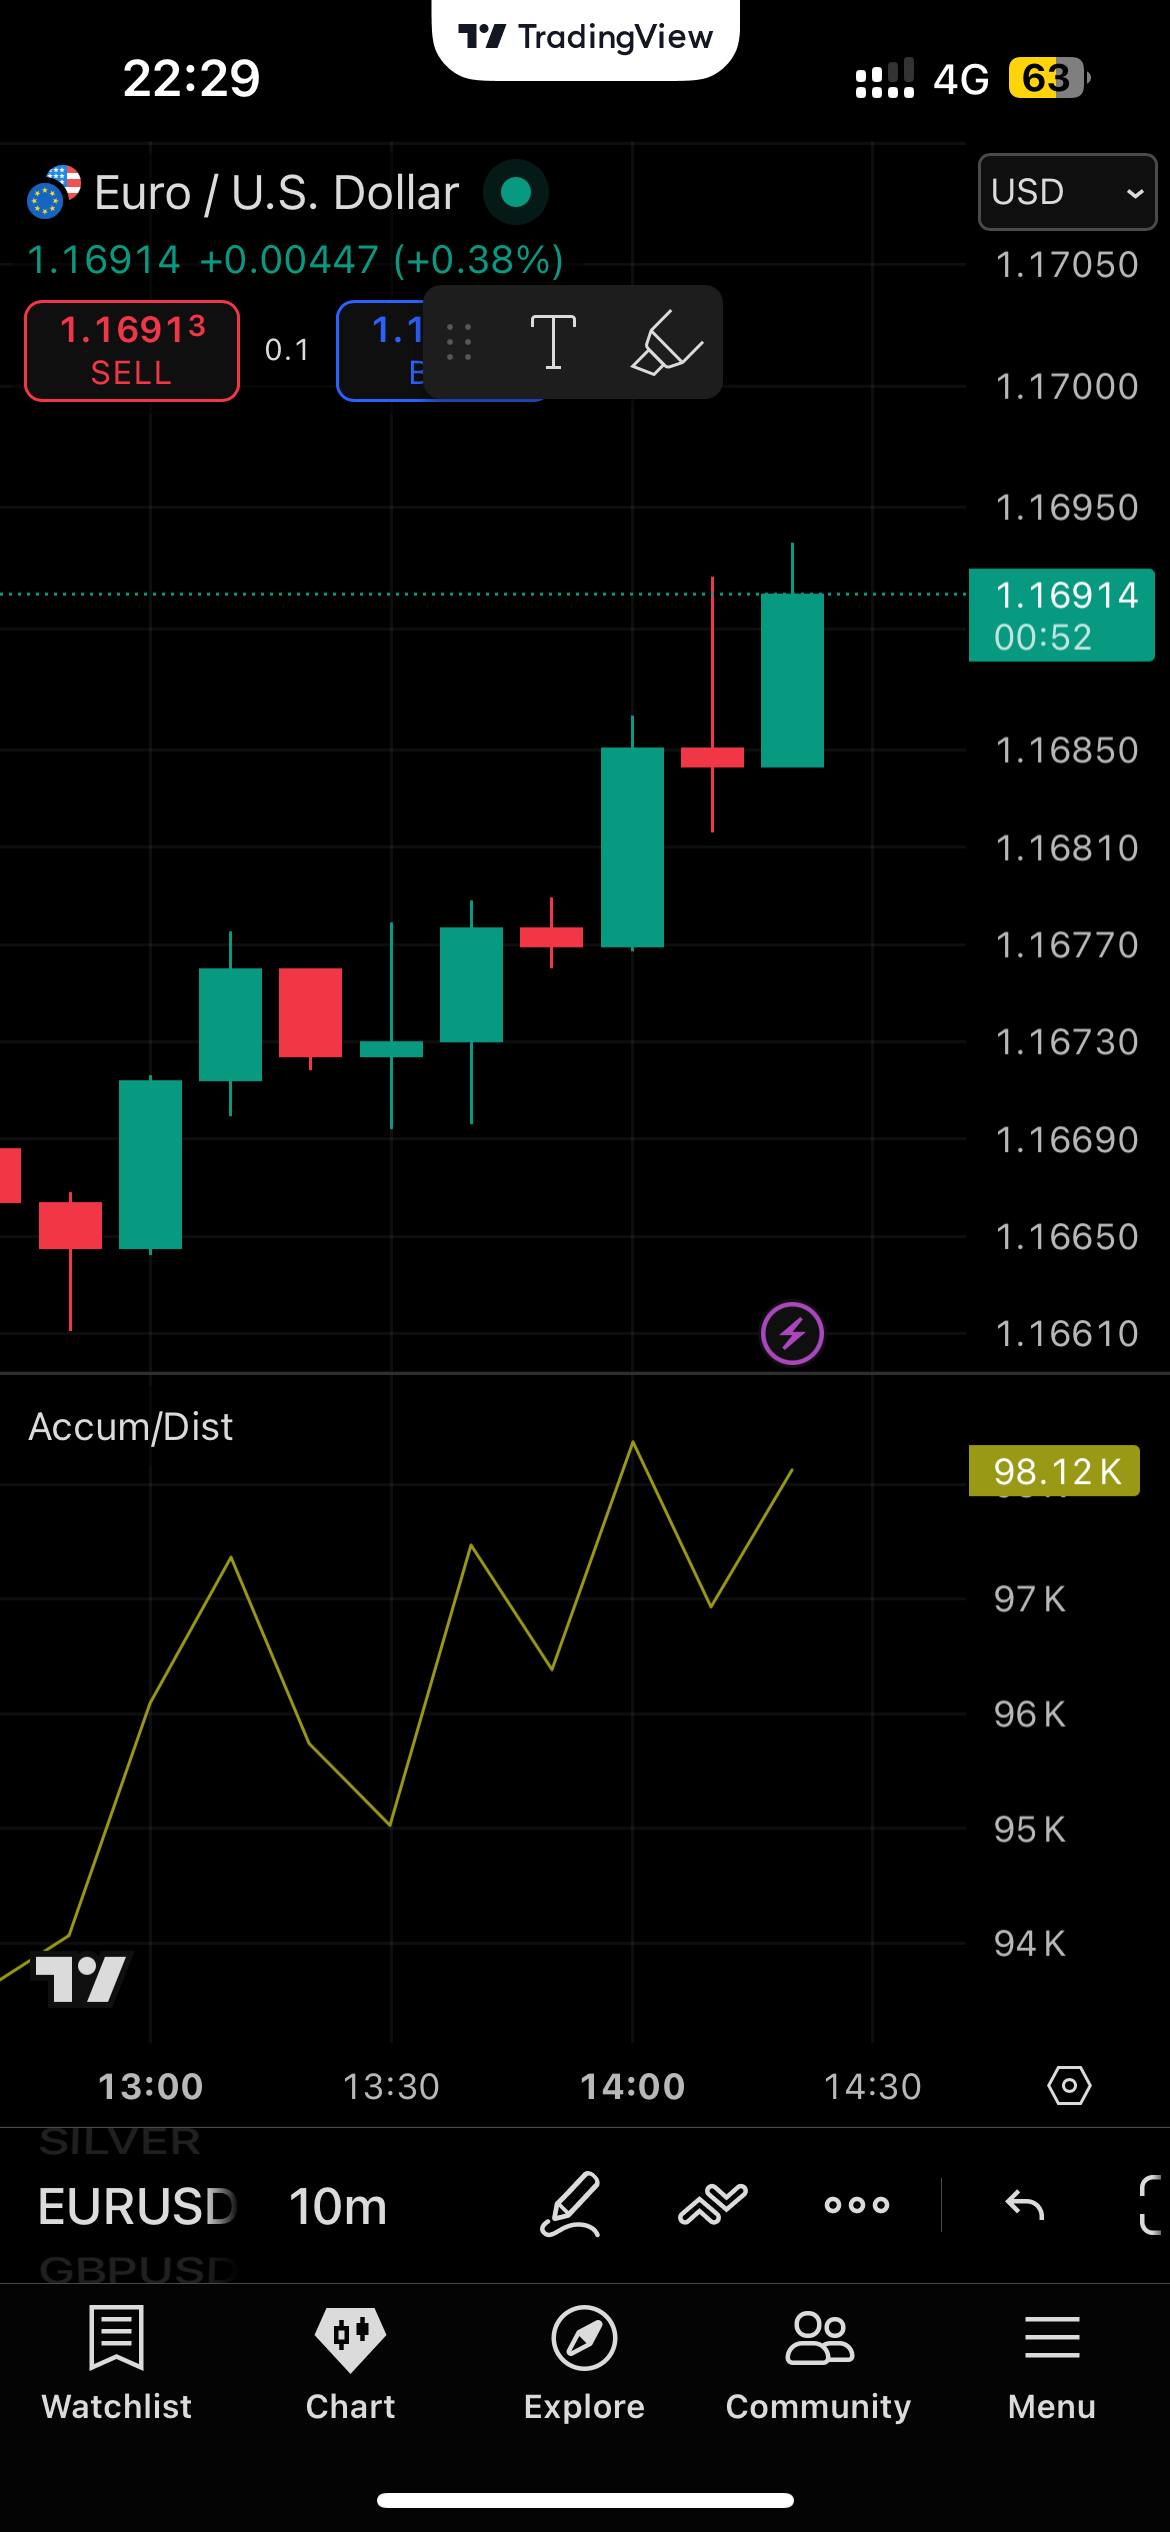 TradingView
22:29
4G
63
Euro / U.S. Dollar
USD
1.16914 +0.00447 (+0.38%)
1.17050
1.16913
SELL
0.1
1.1
1.17000
1.16950
1.16914
00:52
1.16850
1.16810
1.16770
1.16730
1.16690
1.16650
1.16610
Accum/Dist
98.12 K
97 K
96 K
95 K
94 K
13:00
13:30
14:00
14:30
SILVER
EURUSD
10m
GBPUSD
Watchlist
Chart
Explore
Community
Menu